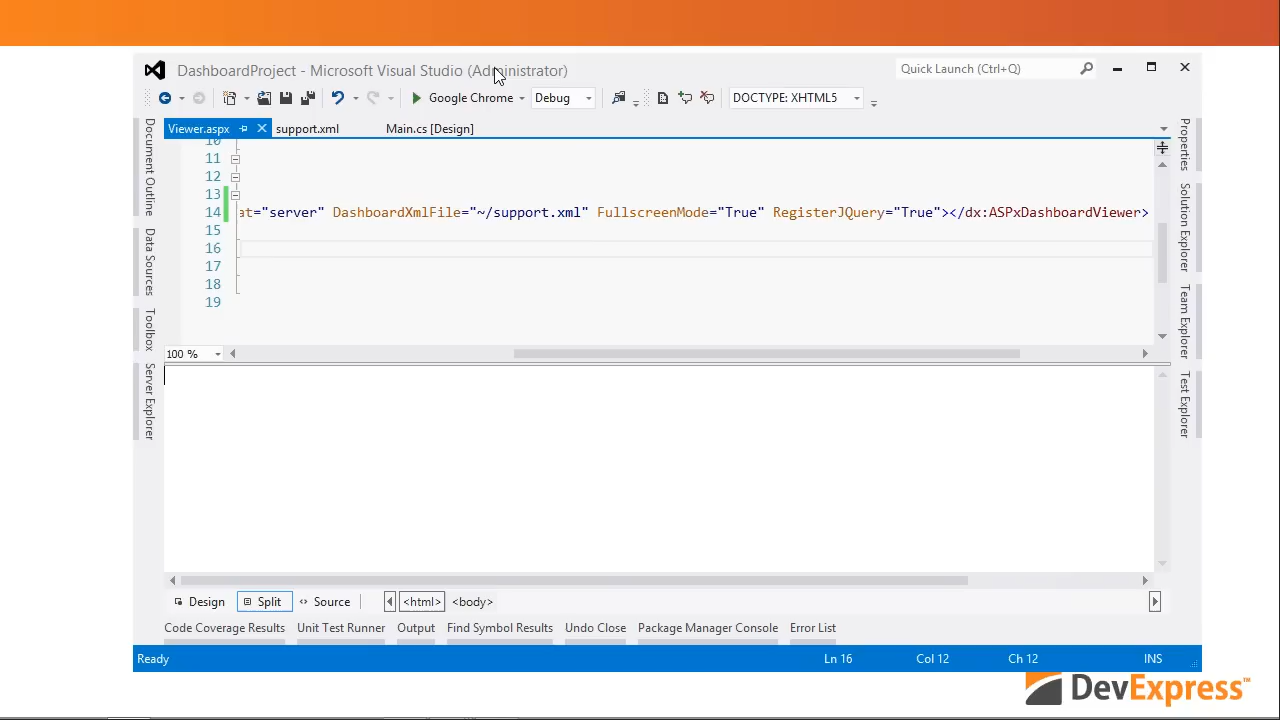 DashboardProject - Microsoft Visual Studio (Administrator)
Quick Launch (Ctrl+Q)
Google Chrome
Debug
DOCTYPE: XHTML5
Viewer.aspx
support.xml
Main.cs [Design]
Document Outline
Data Sources
Toolbox
Server Explorer
10
11
12
13
14 at="server" DashboardXmlFile="~/support.xml" FullscreenMode="True" RegisterJQuery="True"></dx:ASPxDashboardViewer>
15
16
17
18
19
100 %
Properties
Solution Explorer
Team Explorer
Test Explorer
Design
Split
Source
<html>
<body>
Code Coverage Results
Unit Test Runner
Output
Find Symbol Results
Undo Close
Package Manager Console
Error List
Ready
Ln 16
Col 12
Ch 12
INS
DevExpress™